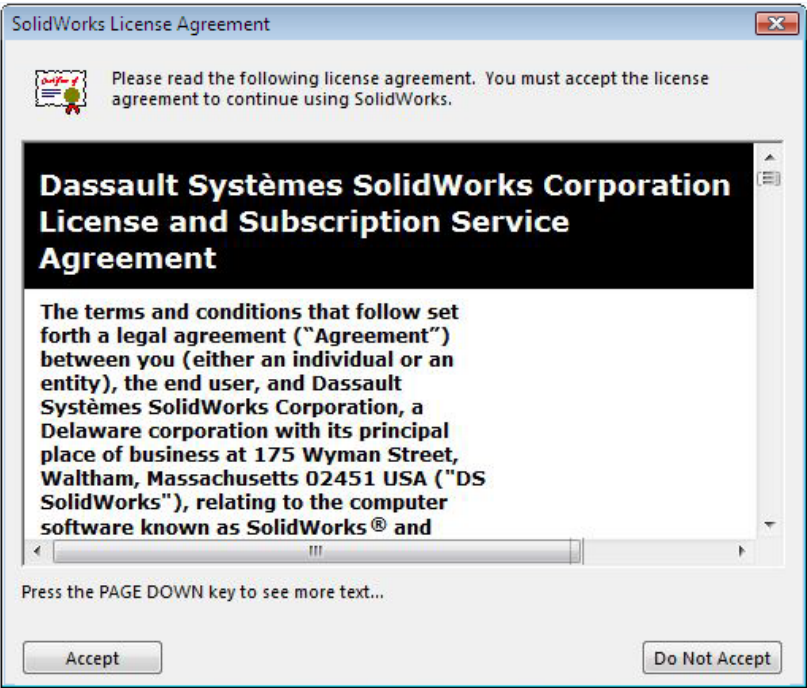 SolidWorks License Agreement
Please read the following license agreement. You must accept the license
agreement to continue using SolidWorks.
Dassault Systèmes SolidWorks Corporation
License and Subscription Service
Agreement
The terms and conditions that follow set
forth a legal agreement (“Agreement”)
between you (either an individual or an
entity), the end user, and Dassault
Systèmes SolidWorks Corporation, a
Delaware corporation with its principal
place of business at 175 Wyman Street,
Waltham, Massachusetts 02451 USA ("DS
SolidWorks"), relating to the computer
software known as SolidWorks® and
Press the PAGE DOWN key to see more text...
Accept
Do Not Accept